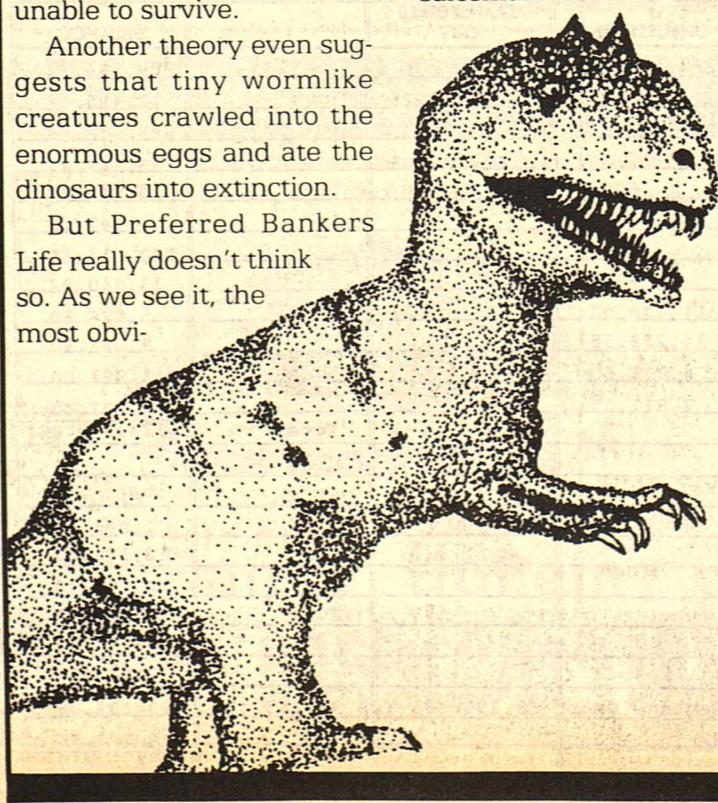 unable to survive.
Another theory even sug-
gests that tiny wormlike
creatures crawled into the
enormous eggs and ate the
dinosaurs into extinction.
But Preferred Bankers
Life really doesn't think
so. As we see it, the
most obvi-